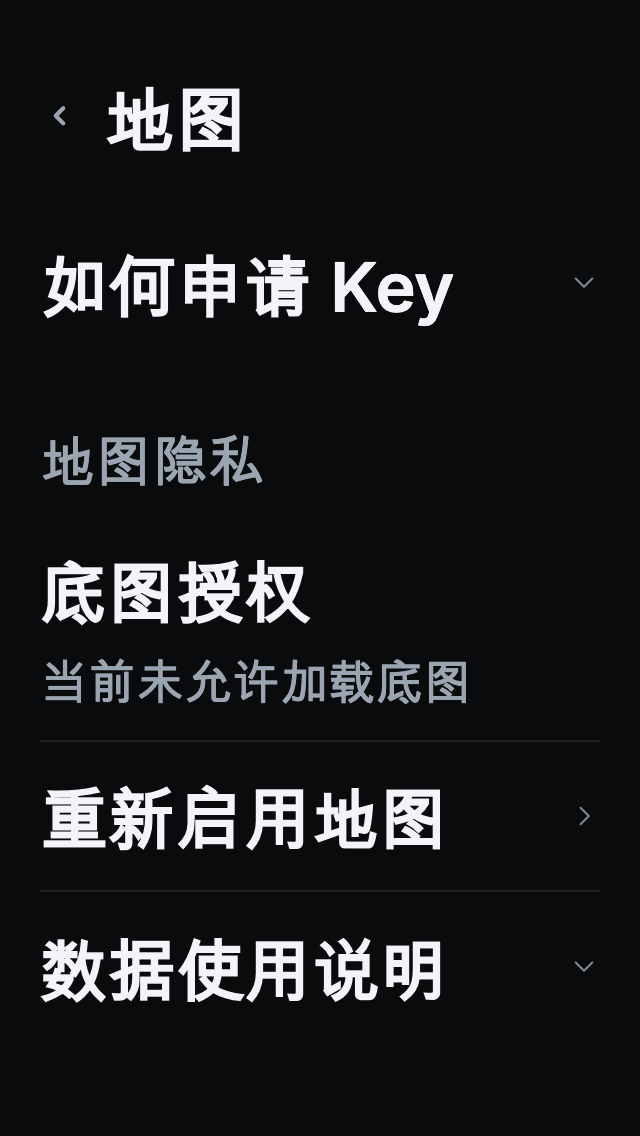 地图
如何申请 Key
地图隐私
底图授权
当前未允许加载底图
重新启用地图
数据使用说明